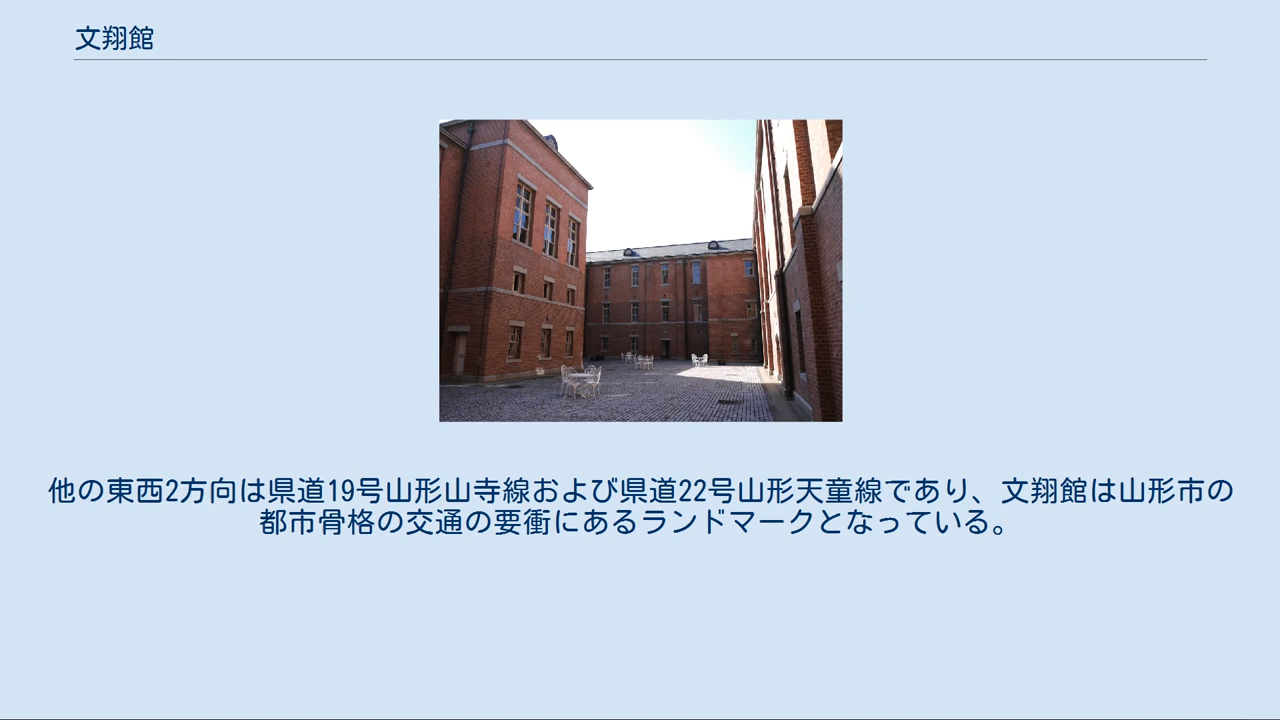 文翔館
他の東西2方向は県道19号山形山寺線および県道22号山形天童線であり、文翔館は山形市の
都市骨格の交通の要衝にあるランドマークとなっている。